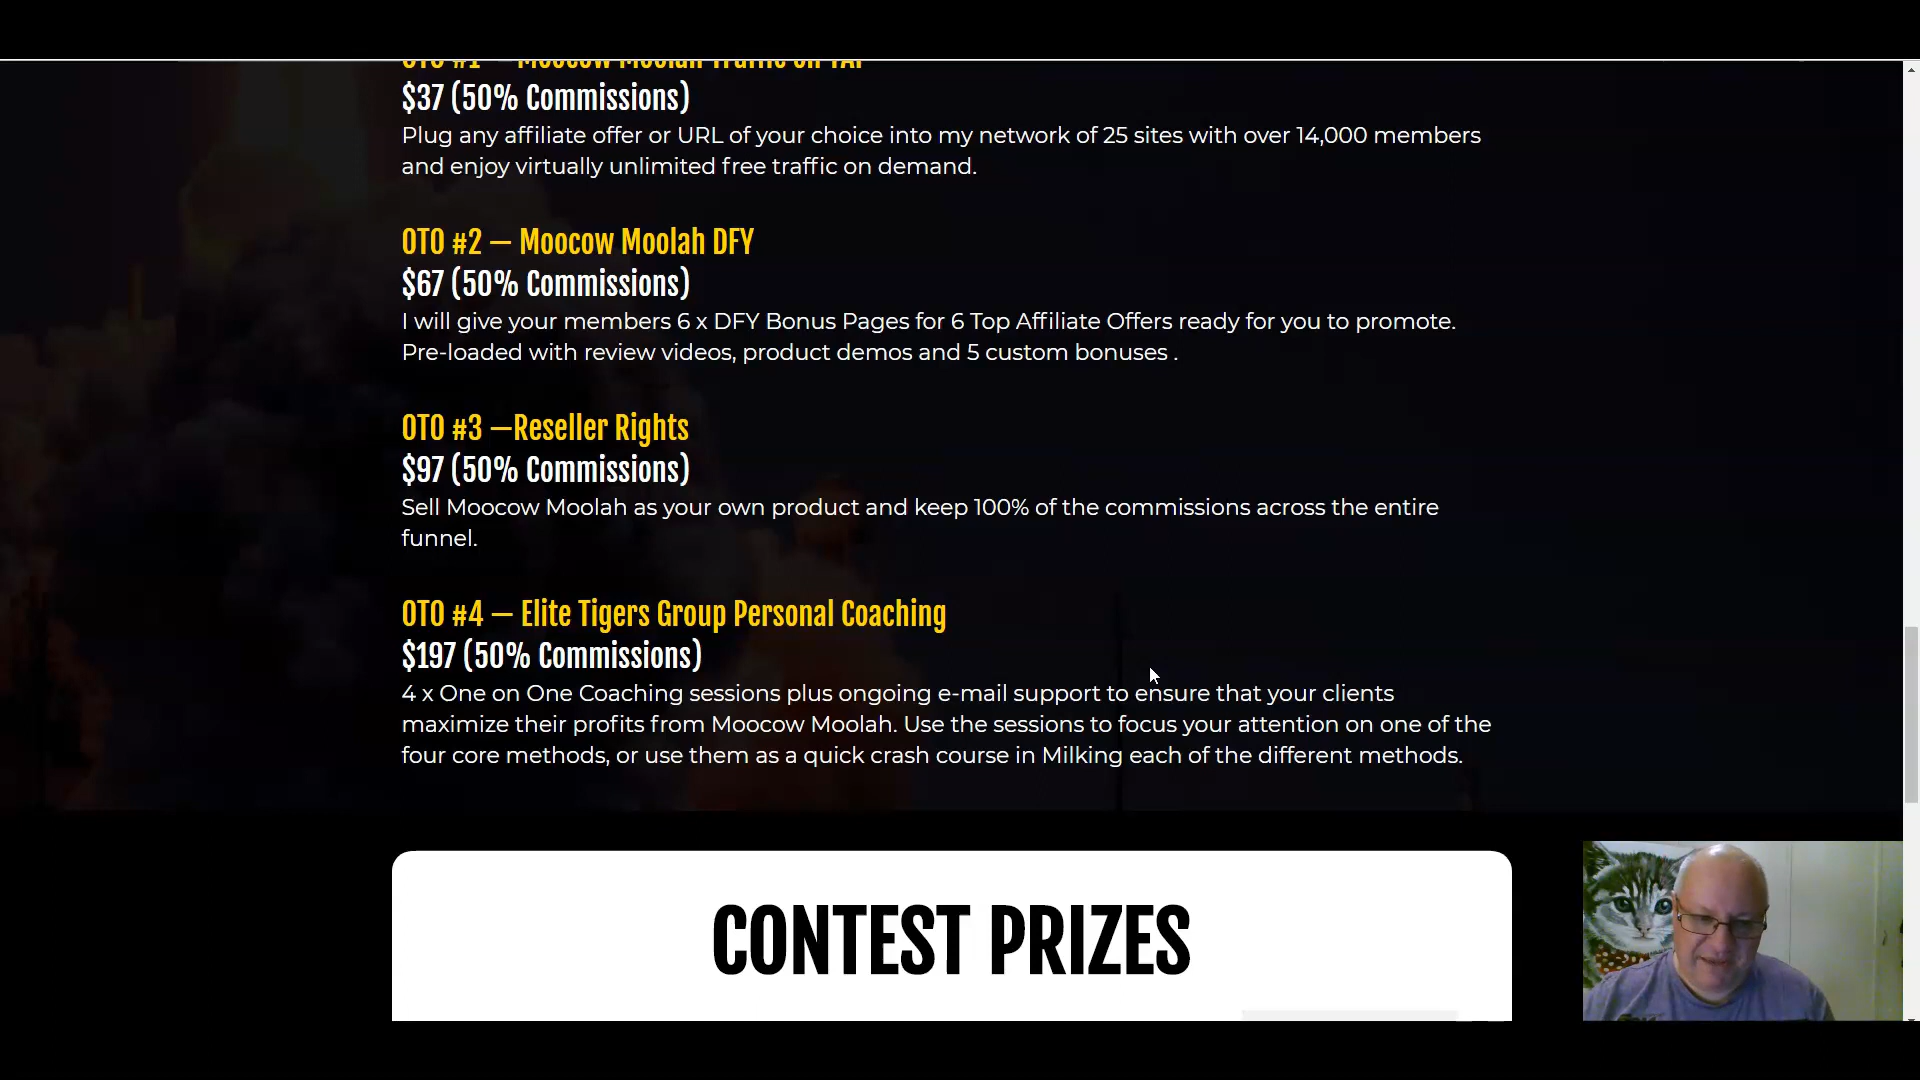 OTO #1 — Moocow Moolah Traffic on TAP
$37 (50% Commissions)
Plug any affiliate offer or URL of your choice into my network of 25 sites with over 14,000 members
and enjoy virtually unlimited free traffic on demand.
OTO #2 — Moocow Moolah DFY
$67 (50% Commissions)
I will give your members 6 x DFY Bonus Pages for 6 Top Affiliate Offers ready for you to promote.
Pre-loaded with review videos, product demos and 5 custom bonuses .
OTO #3 —Reseller Rights
$97 (50% Commissions)
Sell Moocow Moolah as your own product and keep 100% of the commissions across the entire
funnel.
OTO #4 — Elite Tigers Group Personal Coaching
$197 (50% Commissions)
4 x One on One Coaching sessions plus ongoing e-mail support to ensure that your clients
maximize their profits from Moocow Moolah. Use the sessions to focus your attention on one of the
four core methods, or use them as a quick crash course in Milking each of the different methods.
CONTEST PRIZES